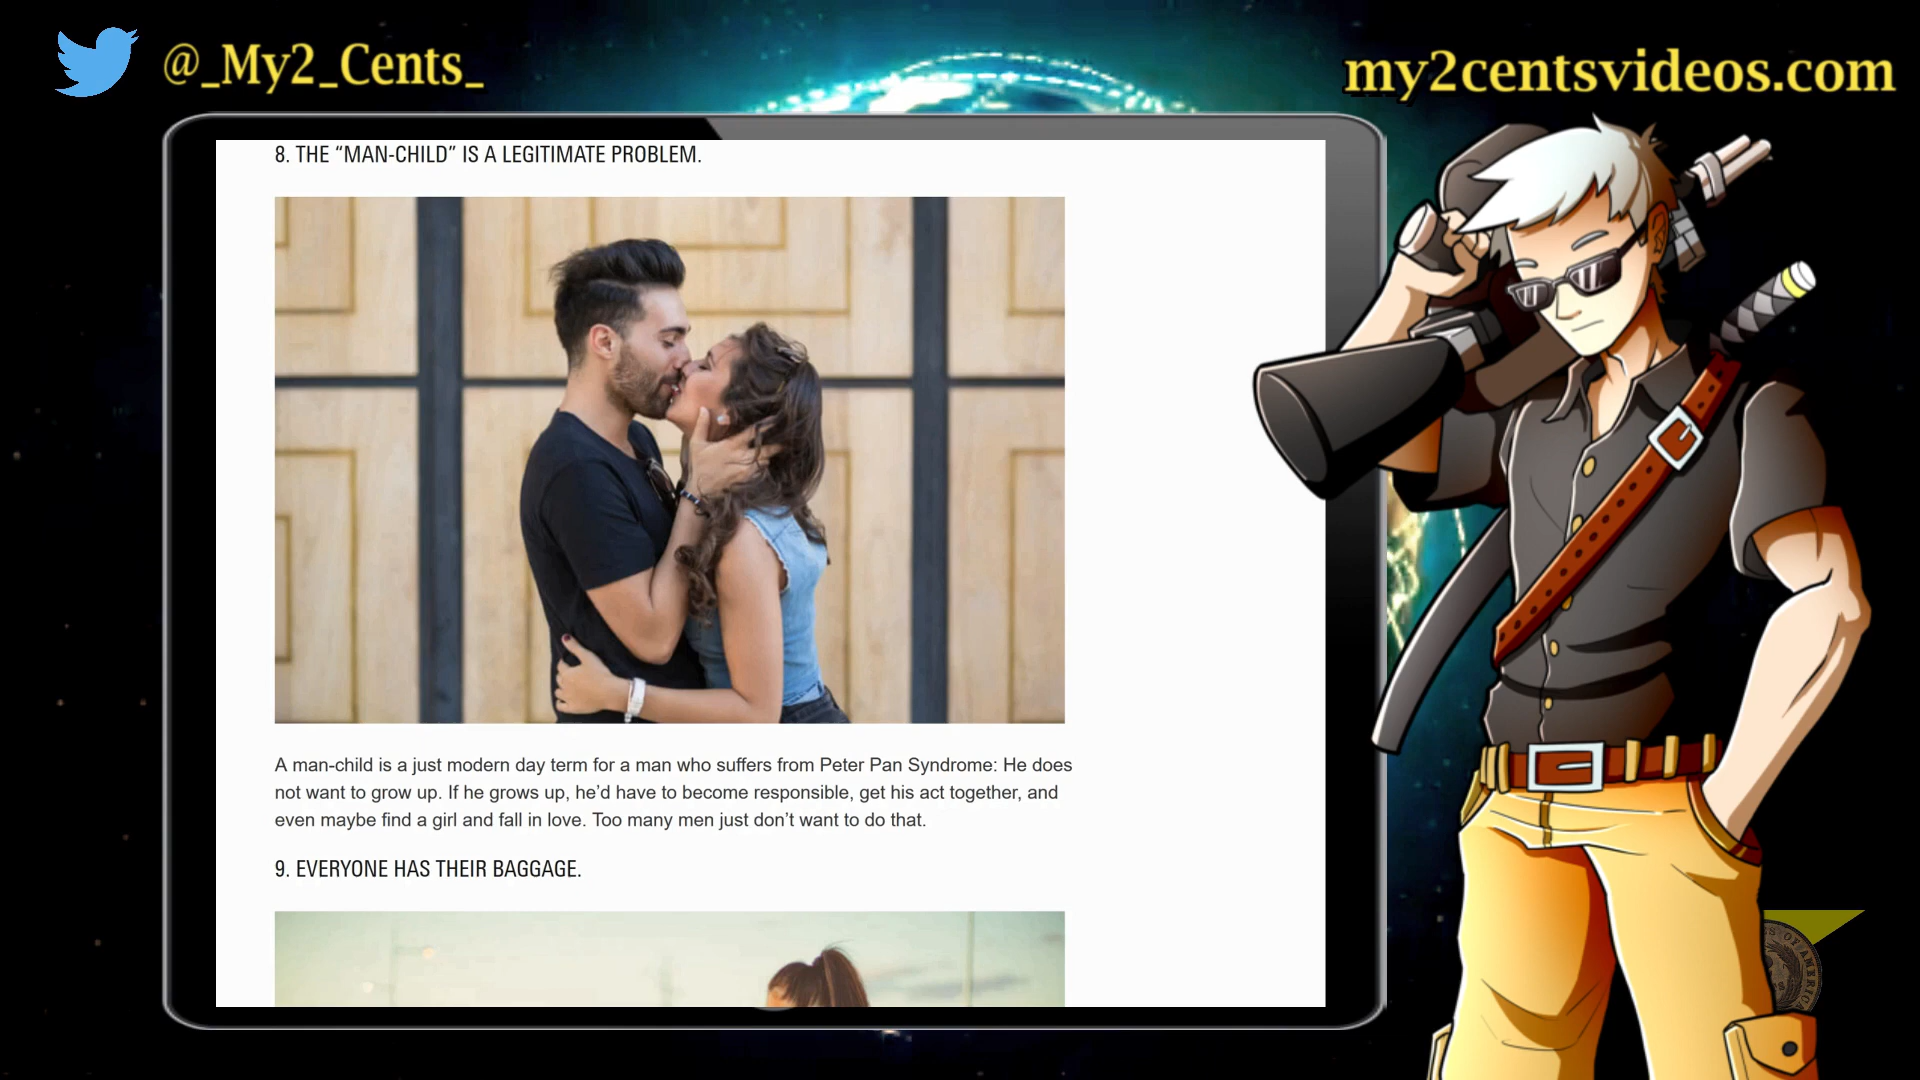 @_My2_Cents_
my2centsvideos.com
8. THE “MAN-CHILD” IS A LEGITIMATE PROBLEM.
A man-child is a just modern day term for a man who suffers from Peter Pan Syndrome: He does
not want to grow up. If he grows up, he’d have to become responsible, get his act together, and
even maybe find a girl and fall in love. Too many men just don’t want to do that.
9. EVERYONE HAS THEIR BAGGAGE.
OF AMERICA